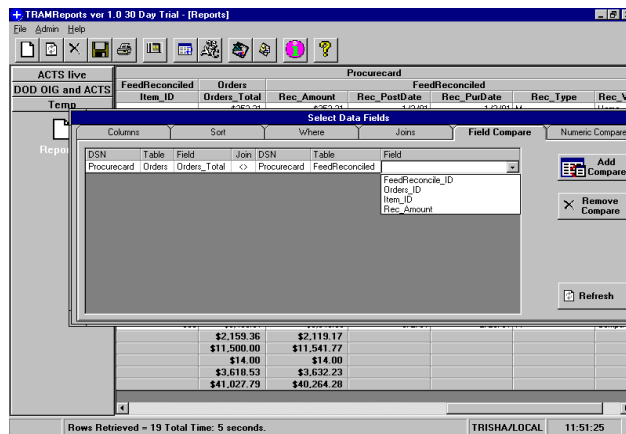 TRAMReports ver 1.0 30 Day Trial - [Reports]
File Admin Help
ACTS live
DOD OIG and ACTS
Temp
Procurecard
FeedReconciled Orders FeedReconciled
Item_ID Orders_Total Rec_Amount Rec_PostDate Rec_PurDate Rec_Type
Select Data Fields
Columns Sort Where Joins Field Compare Numeric Compare
DSN Table Field Join DSN Table Field
Procurecard Orders Orders_Total <> Procurecard FeedReconciled
FeedReconcile_ID
Orders_ID
Item_ID
Rec_Amount
Add Compare
Remove Compare
Refresh
$2,159.36 $2,119.17
$11,500.00 $11,541.77
$14.00 $14.00
$3,618.53 $3,632.23
$41,027.79 $40,264.28
Rows Retrieved = 19 Total Time: 5 seconds. TRISHA/LOCAL 11:51:25